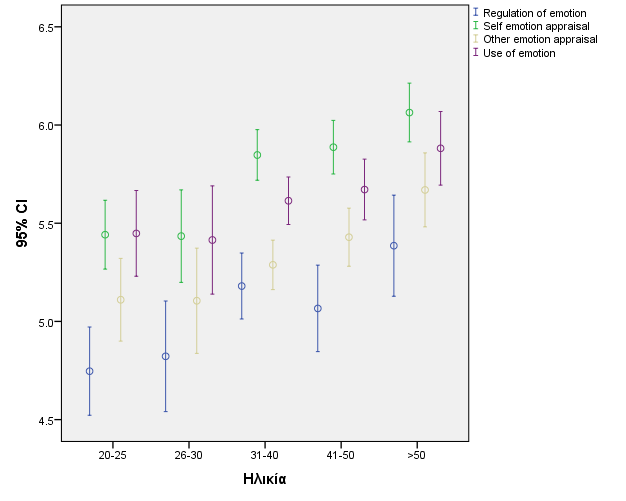 Regulation of emotion
Self emotion appraisal
Other emotion appraisal
Use of emotion
6.5
6.0
5.5
5.0
4.5
95% CI
20-25
26-30
31-40
41-50
>50
Ηλικία